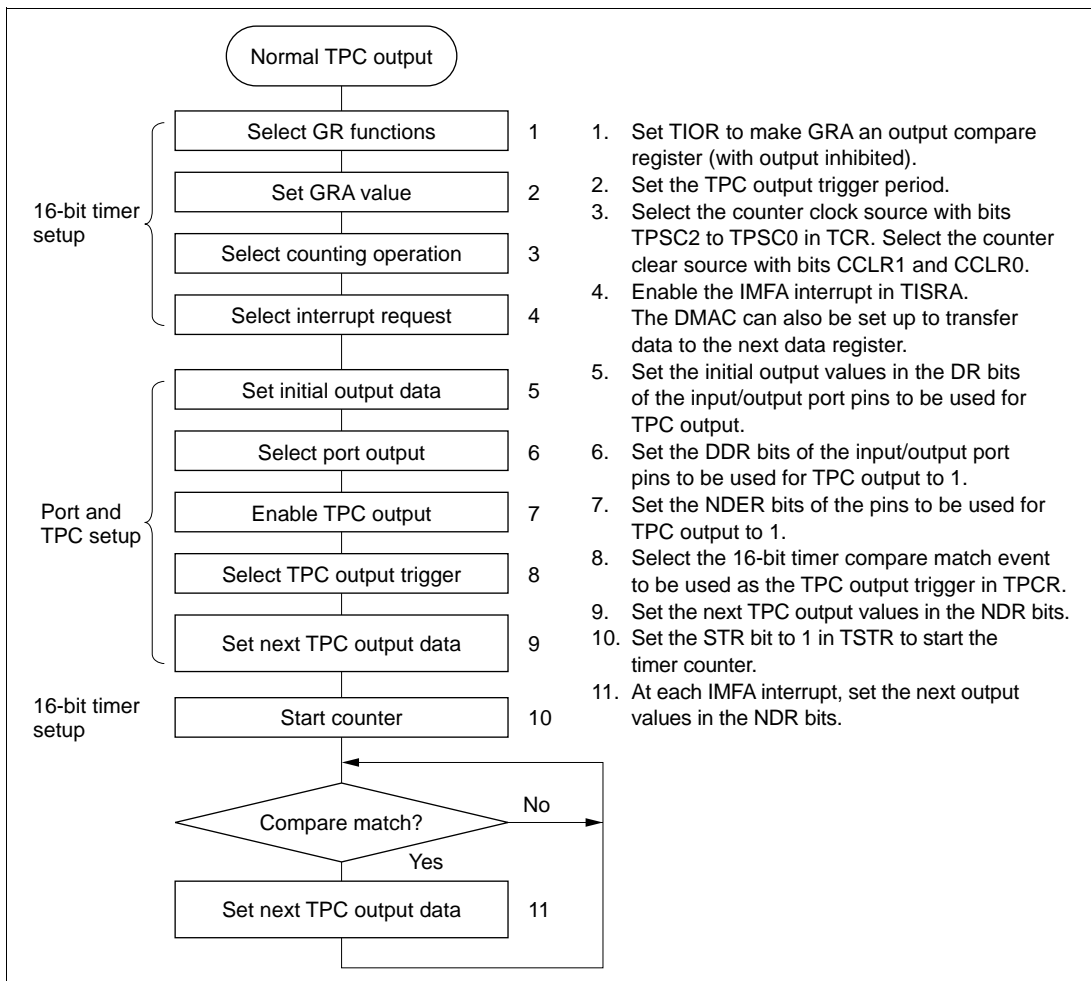 Normal TPC output
16-bit timer
setup
Select GR functions 1
Set GRA value 2
Select counting operation 3
Select interrupt request 4
Port and
TPC setup
Set initial output data 5
Select port output 6
Enable TPC output 7
Select TPC output trigger 8
Set next TPC output data 9
16-bit timer
setup
Start counter 10
Compare match?
No
Yes
Set next TPC output data 11
1. Set TIOR to make GRA an output compare
register (with output inhibited).
2. Set the TPC output trigger period.
3. Select the counter clock source with bits
TPSC2 to TPSC0 in TCR. Select the counter
clear source with bits CCLR1 and CCLR0.
4. Enable the IMFA interrupt in TISRA.
The DMAC can also be set up to transfer
data to the next data register.
5. Set the initial output values in the DR bits
of the input/output port pins to be used for
TPC output.
6. Set the DDR bits of the input/output port
pins to be used for TPC output to 1.
7. Set the NDER bits of the pins to be used for
TPC output to 1.
8. Select the 16-bit timer compare match event
to be used as the TPC output trigger in TPCR.
9. Set the next TPC output values in the NDR bits.
10. Set the STR bit to 1 in TSTR to start the
timer counter.
11. At each IMFA interrupt, set the next output
values in the NDR bits.